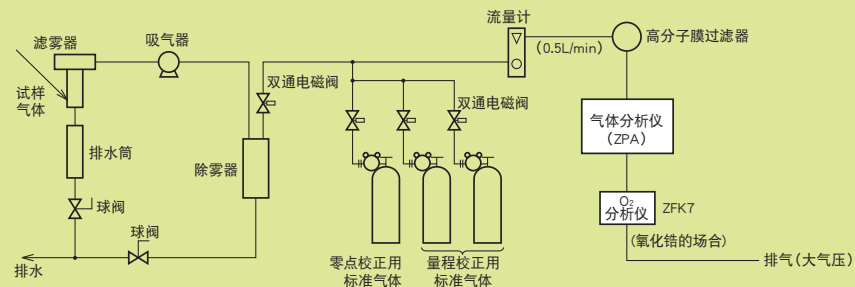 流量计
滤雾器
吸气器
(0.5L/min)
高分子膜过滤器
试样
气体
双通电磁阀
双通电磁阀
气体分析仪
(ZPA)
排水筒
除雾器
球阀
O₂
分析仪
ZFK7
球阀
(氧化锆的场合)
排水
零点校正用
标准气体
量程校正用
标准气体
排气(大气压)